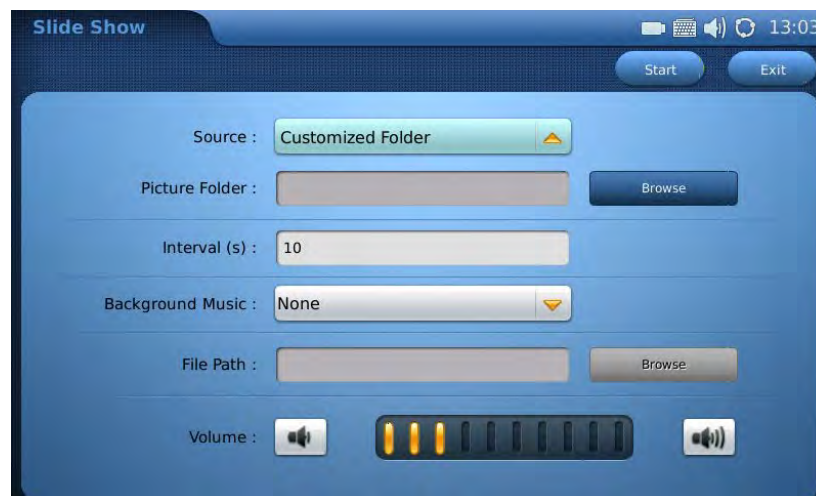 Slide Show 13:03
Start Exit
Source : Customized Folder
Picture Folder : Browse
Interval (s) : 10
Background Music : None
File Path : Browse
Volume :